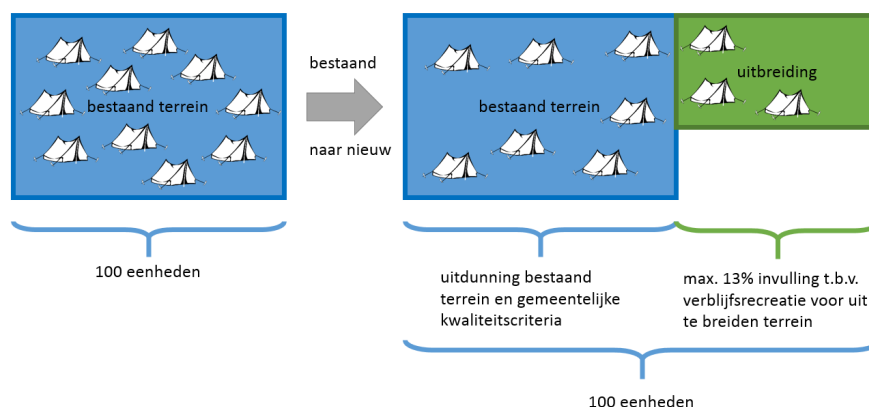 bestaand terrein
100 eenheden
bestaand
naar nieuw
bestaand terrein
uitbreiding
uitdunning bestaand
terrein en gemeentelijke
kwaliteitscriteria
max. 13% invulling t.b.v.
verblijfsrecreatie voor uit
te breiden terrein
100 eenheden